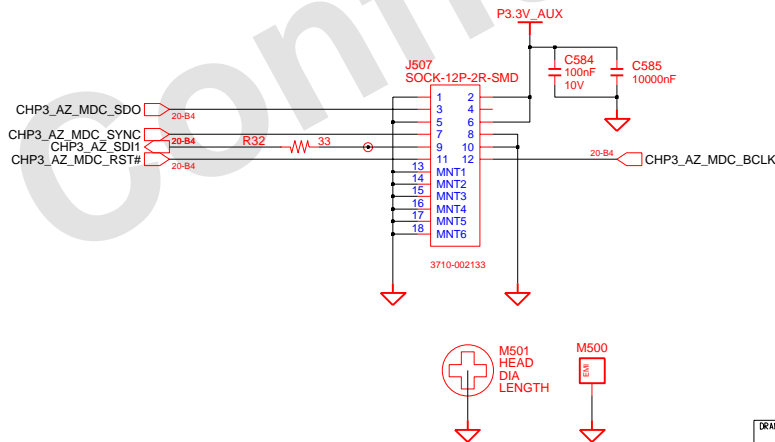 Confi
P3.3V_AUX
J507
SOCK-12P-2R-SMD
C584
100nF
10V
C585
10000nF
1 2
3 4
5 6
7 8
9 10
11 12
CHP3_AZ_MDC_SDO
20-B4
CHP3_AZ_MDC_SYNC
20-B4
CHP3_AZ_SDI1
R32 33
CHP3_AZ_MDC_RST#
20-B4
20-B4
CHP3_AZ_MDC_BCLK
13 MNT1
14 MNT2
15 MNT3
16 MNT4
17 MNT5
18 MNT6
3710-002133
M501
HEAD
DIA
LENGTH
M500
EMI